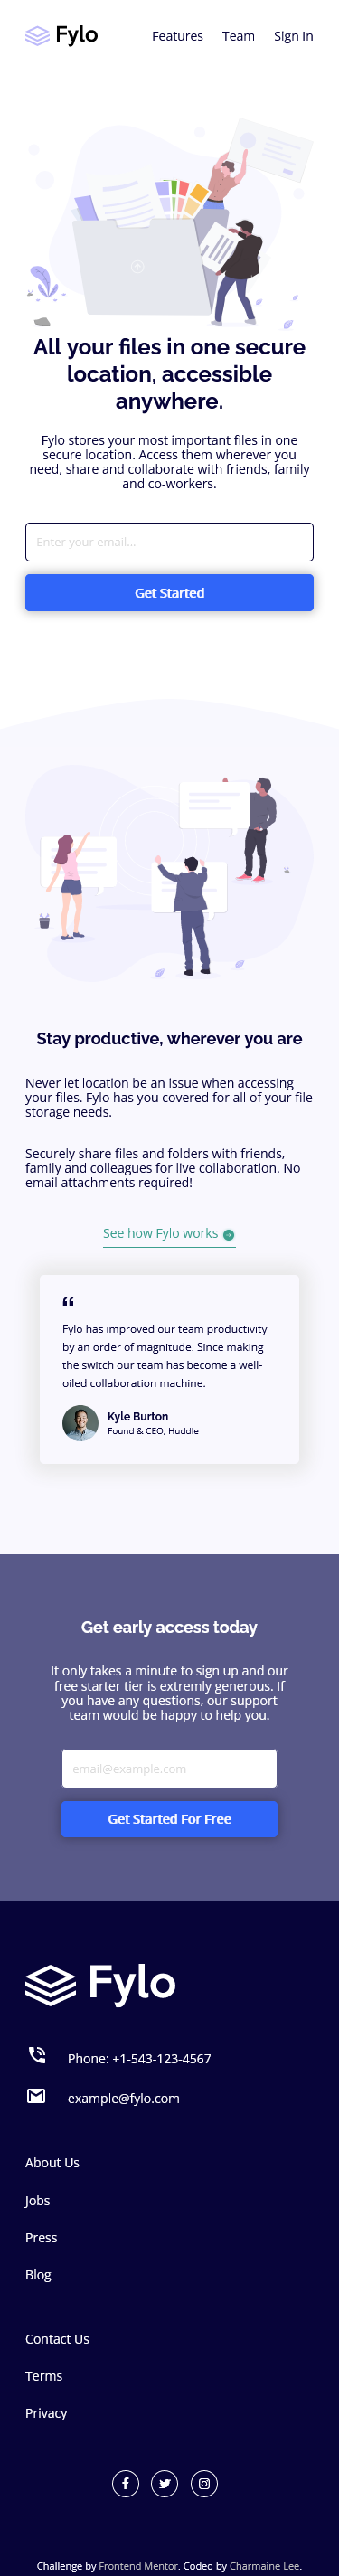 Fylo
Features Team Sign In
All your files in one secure
location, accessible
anywhere.
Fylo stores your most important files in one
secure location. Access them wherever you
need, share and collaborate with friends, family
and co-workers.
Enter your email...
Get Started
Stay productive, wherever you are
Never let location be an issue when accessing
your files. Fylo has you covered for all of your file
storage needs.
Securely share files and folders with friends,
family and colleagues for live collaboration. No
email attachments required!
See how Fylo works
“
Fylo has improved our team productivity
by an order of magnitude. Since making
the switch our team has become a well-
oiled collaboration machine.
Kyle Burton
Founder & CEO, Huddle
Get early access today
It only takes a minute to sign up and our
free starter tier is extremly generous. If
you have any questions, our support
team would be happy to help you.
email@example.com
Get Started For Free
Fylo
Phone: +1-543-123-4567
example@fylo.com
About Us
Jobs
Press
Blog
Contact Us
Terms
Privacy
Challenge by Frontend Mentor. Coded by Charmaine Lee.